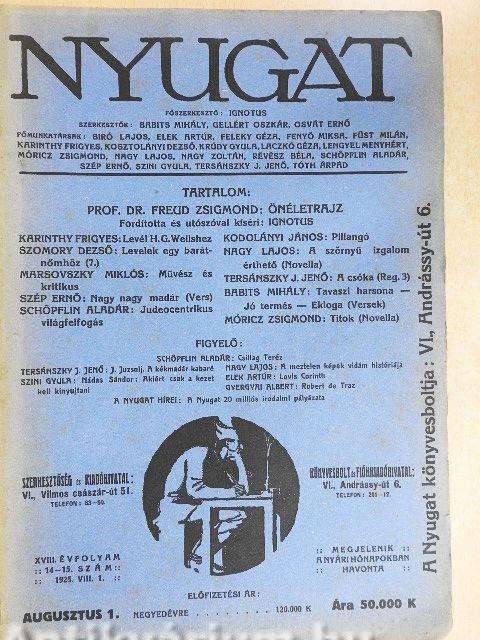 NYUGAT
FŐSZERKESZTŐ: IGNOTUS
SZERKESZTŐK: BABITS MIHÁLY, GELLÉRT OSZKÁR, OSVÁT ERNŐ
FŐMUNKATÁRSAK: BIRÓ LAJOS, ELEK ARTÚR, FELEKY GÉZA, FENYŐ MIKSA, FÜST MILÁN,
KARINTHY FRIGYES, KOSZTOLÁNYI DEZSŐ, KRÚDY GYULA, LACZKÓ GÉZA, LENGYEL MENYHÉRT,
MÓRICZ ZSIGMOND, NAGY LAJOS, NAGY ZOLTÁN, RÉVÉSZ BÉLA, SCHÖPFLIN ALADÁR,
SZÉP ERNŐ, SZINI GYULA, TERSÁNSZKY J. JENŐ, TÓTH ÁRPÁD
TARTALOM:
PROF. DR. FREUD ZSIGMOND: ÖNÉLETRAJZ
Fordította és utószóval kíséri: IGNOTUS
KARINTHY FRIGYES: Levél H. G. Wellshez
SZOMORY DEZSŐ: Levelek egy barát-
nőmhöz (7.)
MARSOVSZKY MIKLÓS: Művész és
kritikus
SZÉP ERNŐ: Nagy nagy madár (Vers)
SCHÖPFLIN ALADÁR: Judeocentrikus
világfelfogás
KODOLÁNYI JÁNOS: Pillangó
NAGY LAJOS: A szörnyű izgalom
érthető (Novella)
TERSÁNSZKY J. JENŐ: A csóka (Reg. 3)
BABITS MIHÁLY: Tavaszi harsona —
Jó termés — Ekloga (Versek)
MÓRICZ ZSIGMOND: Titok (Novella)
FIGYELŐ:
SCHÖPFLIN ALADÁR: Csillag Teréz
TERSÁNSZKY J. JENŐ: J. Juzsnij. A kékmadár kabaré
SZINI GYULA: Nádas Sándor: Akiért csak a kezet
kell kinyujtani
NAGY LAJOS: A meztelen képek vidám históriája
ELEK ARTÚR: Lovis Corinth
GYERGYAI ALBERT: Robert de Traz
A NYUGAT HÍREI: A Nyugat 20 milliós irodalmi pályázata
SZERKESZTŐSÉG és KIADÓHIVATAL:
VI., Vilmos császár-út 51.
TELEFON: 83-50.
KÖNYVESBOLT és FIÓKKIADÓHIVATAL:
VI., Andrássy-út 6.
XVIII. ÉVFOLYAM
:: 14—15. SZÁM ::
:: 1925. VIII. 1. ::
:: MEGJELENIK ::
A NYÁRI HÓNAPOKBAN
:: HAVONTA ::
ELŐFIZETÉSI ÁR:
AUGUSZTUS 1. NEGYEDÉVRE . . . . . . . . 120.000 K Ára 50.000 K
A Nyugat könyvesboltja: VI., Andrássy-út 6.